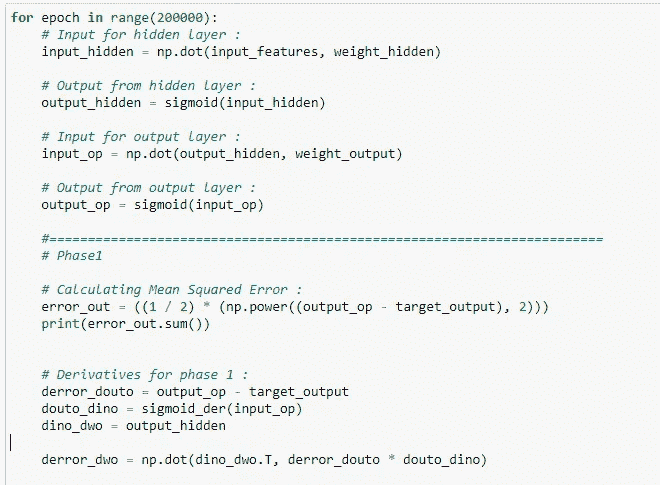 for epoch in range(200000):
# Input for hidden layer :
input_hidden = np.dot(input_features, weight_hidden)
# Output from hidden layer :
output_hidden = sigmoid(input_hidden)
# Input for output layer :
input_op = np.dot(output_hidden, weight_output)
# Output from output layer :
output_op = sigmoid(input_op)
#========================================================================
# Phase1
# Calculating Mean Squared Error :
error_out = ((1 / 2) * (np.power((output_op - target_output), 2)))
print(error_out.sum())
# Derivatives for phase 1 :
derror_douto = output_op - target_output
douto_dino = sigmoid_der(input_op)
dino_dwo = output_hidden
derror_dwo = np.dot(dino_dwo.T, derror_douto * douto_dino)